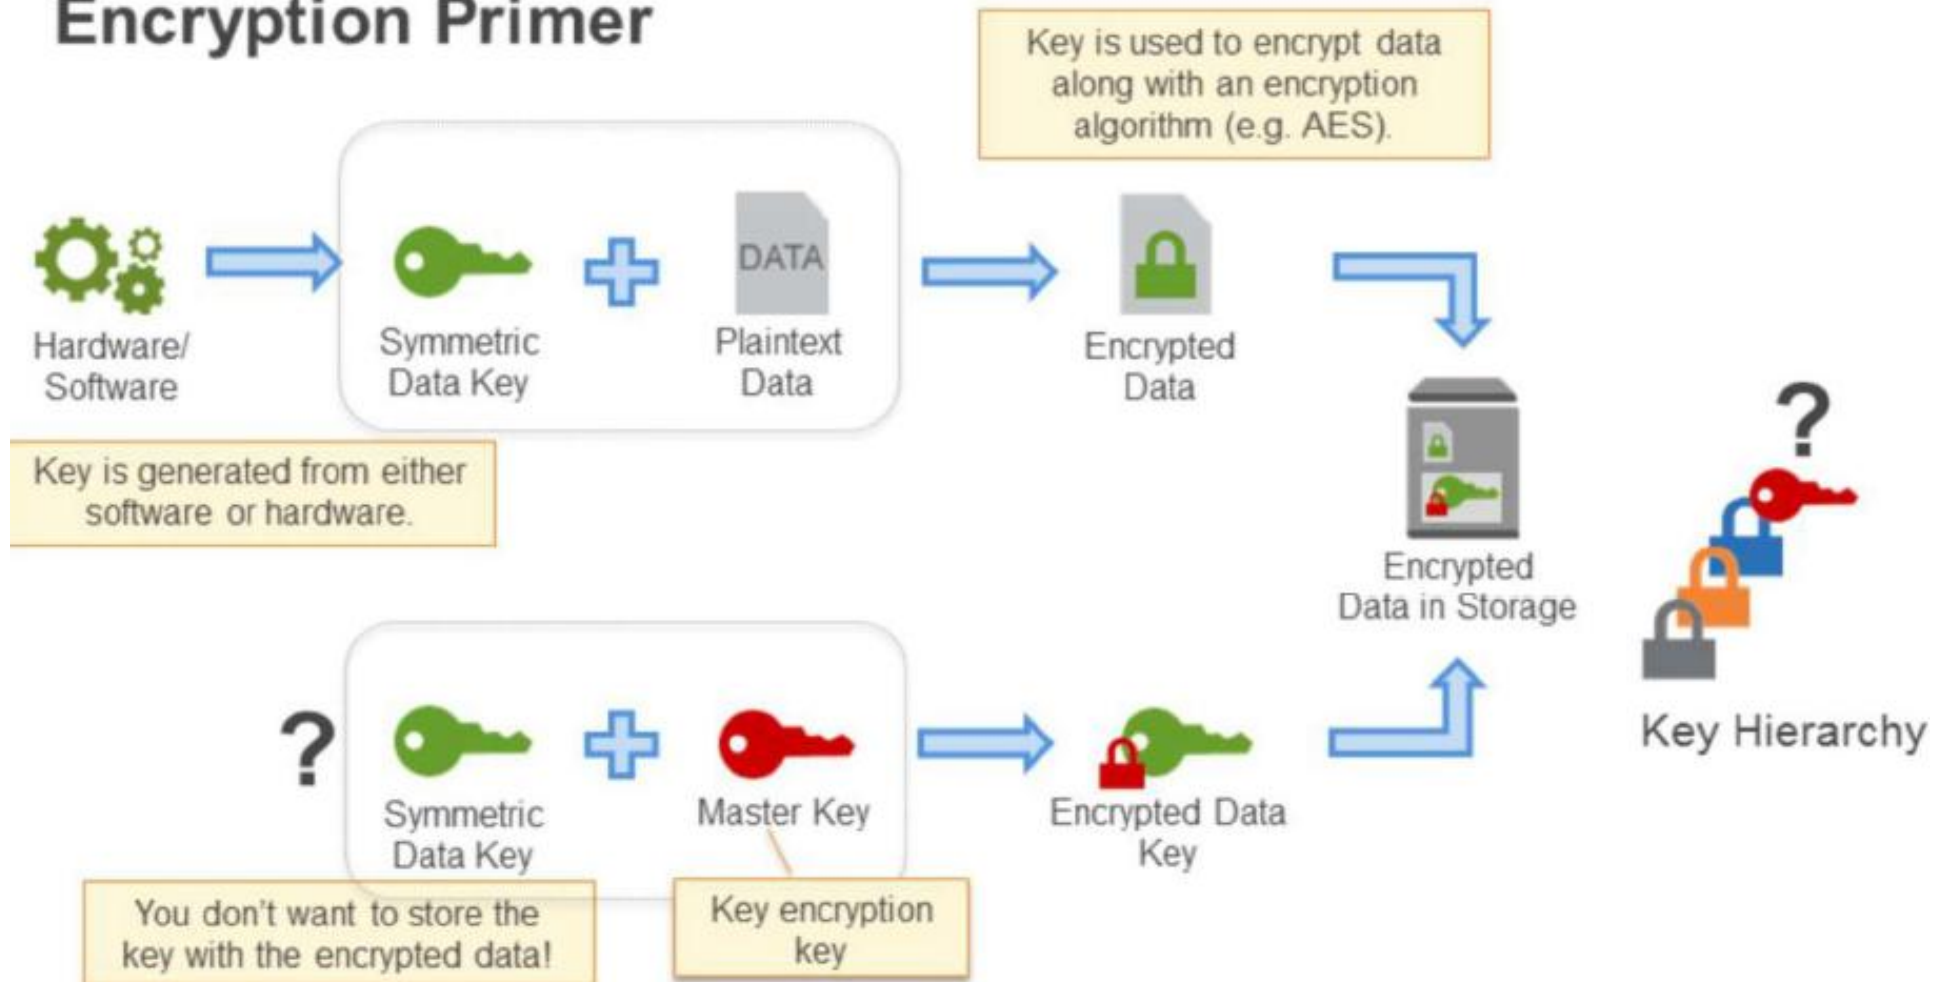 Encryption Primer
Key is used to encrypt data
along with an encryption
algorithm (e.g. AES).
DATA
Hardware/
Software
Symmetric
Data Key
Plaintext
Data
Encrypted
Data
Key is generated from either
software or hardware.
?
Encrypted
Data in Storage
Key Hierarchy
?
Symmetric
Data Key
Master Key
Encrypted Data
Key
You don't want to store the
key with the encrypted data!
Key encryption
key